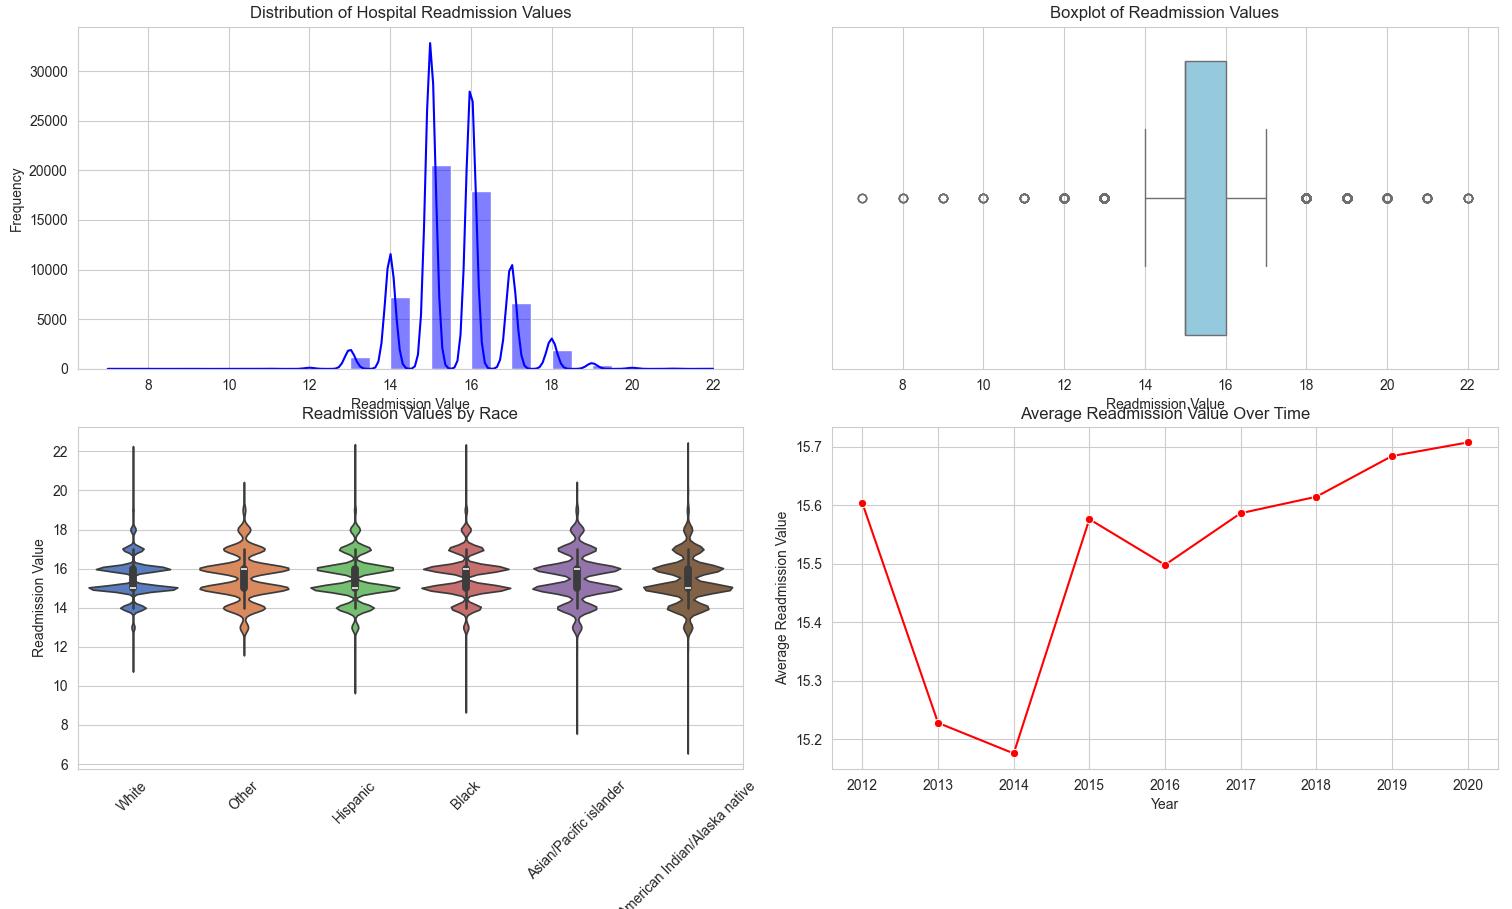 Distribution of Hospital Readmission Values
Frequency
30000
25000
20000
15000
10000
5000
0
8 10 12 14 16 18 20 22
Readmission Value
Boxplot of Readmission Values
8 10 12 14 16 18 20 22
Readmission Value
Readmission Values by Race
Readmission Value
22
20
18
16
14
12
10
8
6
White Other Hispanic Black Asian/Pacific islander American Indian/Alaska native
Average Readmission Value Over Time
Average Readmission Value
15.7
15.6
15.5
15.4
15.3
15.2
2012 2013 2014 2015 2016 2017 2018 2019 2020
Year